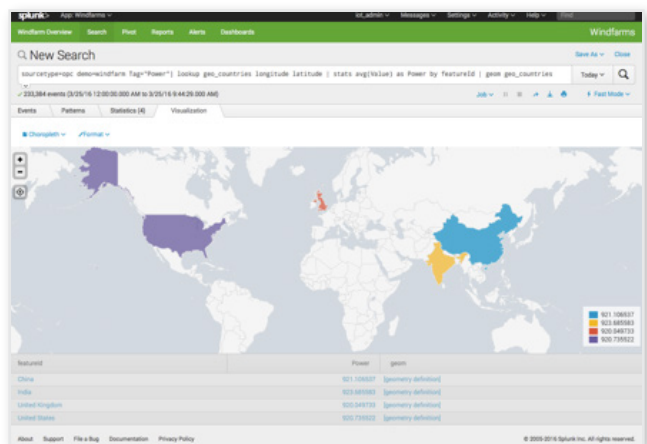 splunk> App: Windfarms iot_admin Messages Settings Activity Help Find
Windfarm Overview Search Pivot Reports Alerts Dashboards Windfarms
New Search Save As Close
sourcetype=opc demo=windfarm Tag="Power"| lookup geo_countries longitude latitude | stats avg(Value) as Power by featureId | geom geo_countries Today
233,384 events (3/25/16 12:00:00.000 AM to 3/25/16 9:44:29.000 AM) Job Fast Mode
Events Patterns Statistics (4) Visualization
Choropleth Format
+
-
921.106537
923.685583
920.049733
920.735522
featureId Power geom
China 921.106537 [geometry definition]
India 923.685583 [geometry definition]
United Kingdom 920.049733 [geometry definition]
United States 920.735522 [geometry definition]
About Support File a Bug Documentation Privacy Policy © 2005-2016 Splunk Inc. All rights reserved.